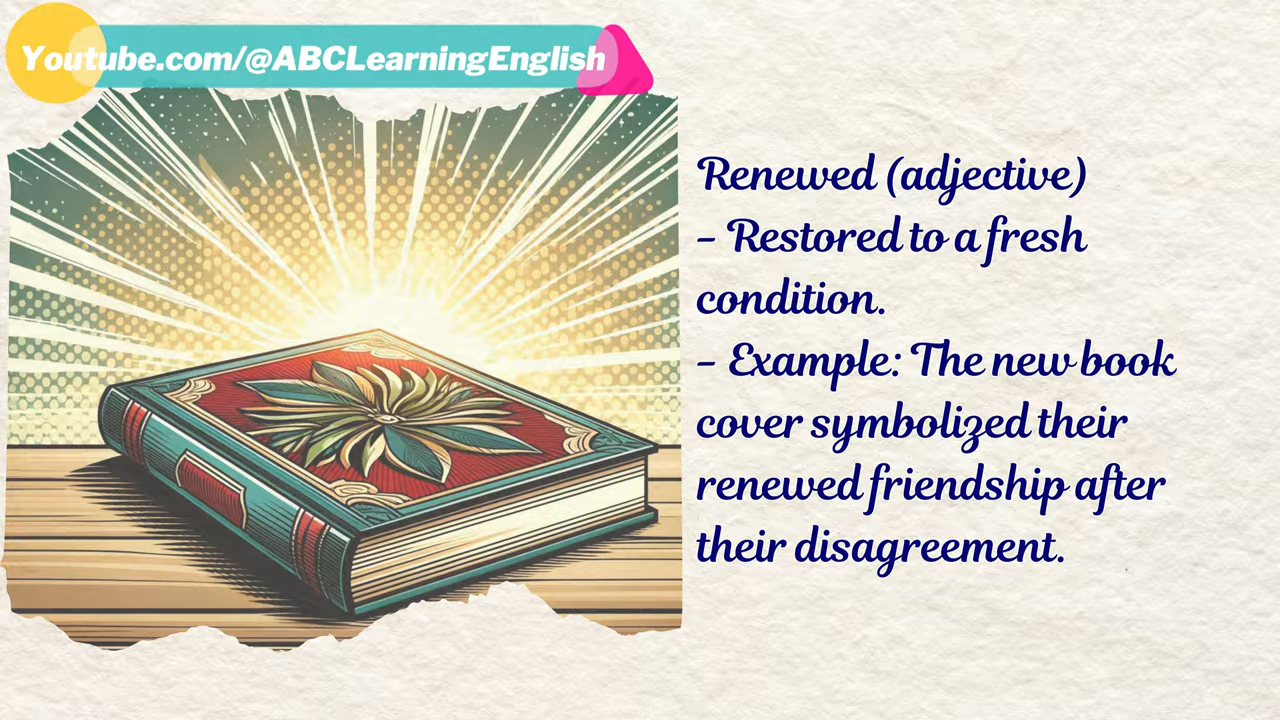 Youtube.com/@ABCLearningEnglish
Renewed (adjective)
- Restored to a fresh
condition.
- Example: The new book
cover symbolized their
renewed friendship after
their disagreement.